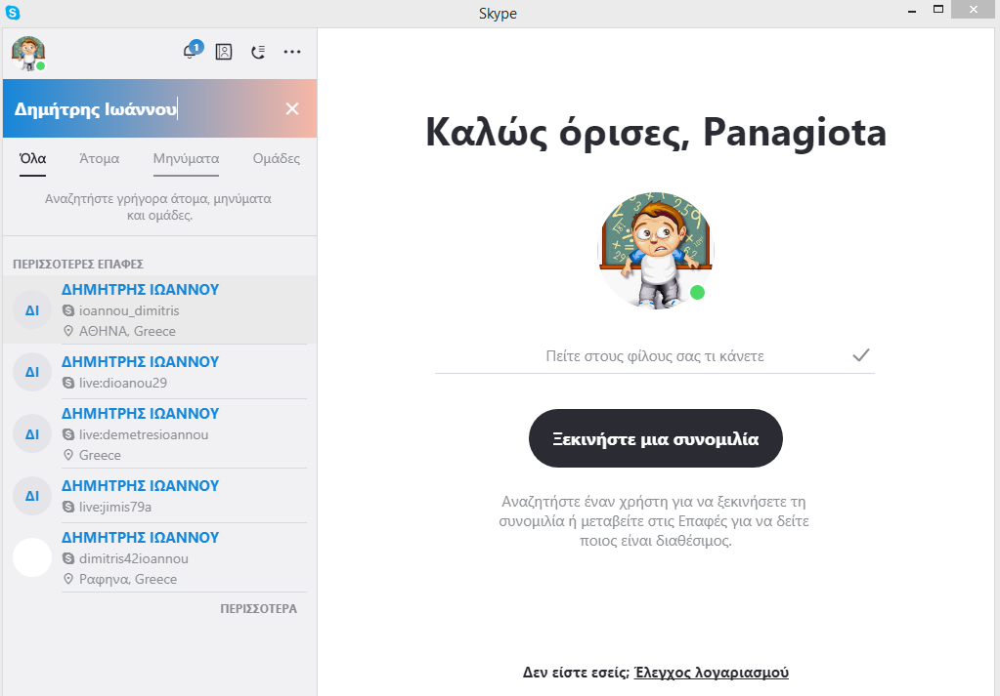 Skype
1
Δημήτρης Ιωάννου
Όλα Άτομα Μηνύματα Ομάδες
Αναζητήστε γρήγορα άτομα, μηνύματα
και ομάδες.
ΠΕΡΙΣΣΟΤΕΡΕΣ ΕΠΑΦΕΣ
ΔΙ
ΔΗΜΗΤΡΗΣ ΙΩΑΝΝΟΥ
ioannou_dimitris
ΑΘΗΝΑ, Greece
ΔΙ
ΔΗΜΗΤΡΗΣ ΙΩΑΝΝΟΥ
live:dioanou29
ΔΙ
ΔΗΜΗΤΡΗΣ ΙΩΑΝΝΟΥ
live:demetresioannou
Greece
ΔΙ
ΔΗΜΗΤΡΗΣ ΙΩΑΝΝΟΥ
live:jimis79a
ΔΗΜΗΤΡΗΣ ΙΩΑΝΝΟΥ
dimitris42ioannou
Ραφηνα, Greece
ΠΕΡΙΣΣΟΤΕΡΑ
Καλώς όρισες, Panagiota
Πείτε στους φίλους σας τι κάνετε
Ξεκινήστε μια συνομιλία
Αναζητήστε έναν χρήστη για να ξεκινήσετε τη
συνομιλία ή μεταβείτε στις Επαφές για να δείτε
ποιος είναι διαθέσιμος.
Δεν είστε εσείς; Έλεγχος λογαριασμού